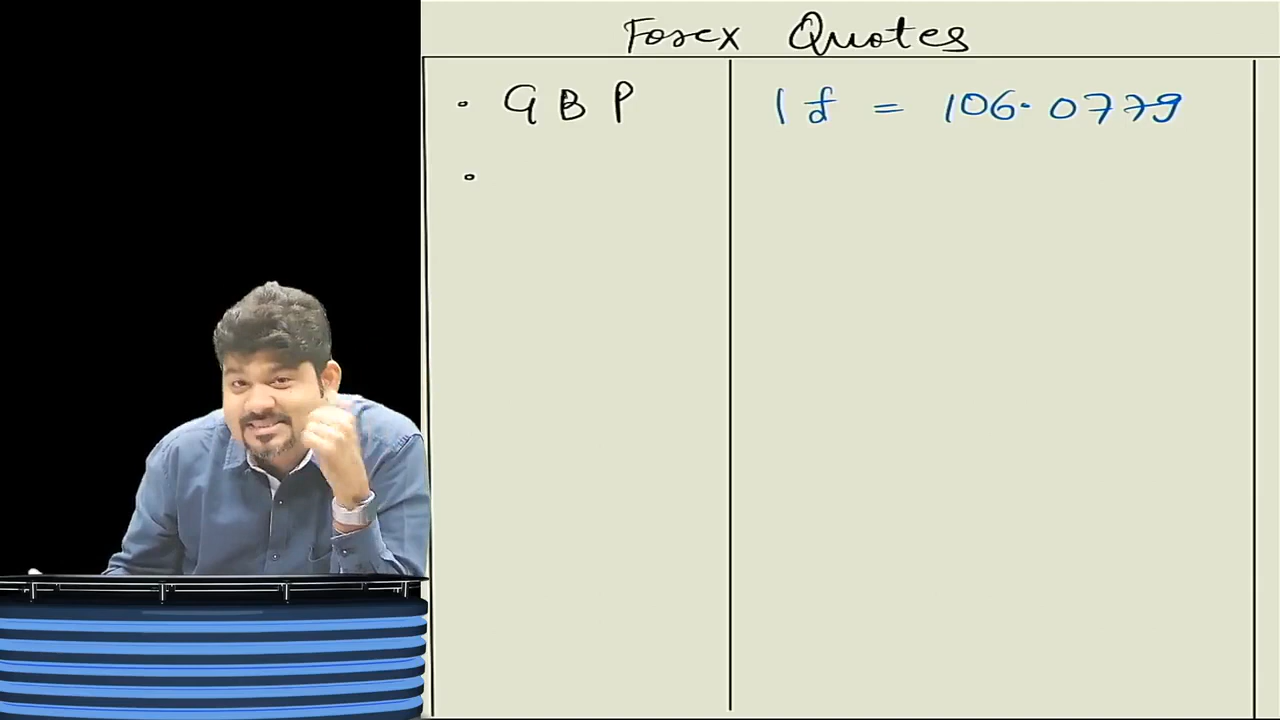 Forex Quotes
• GBP
1 £ = 106.0779
•